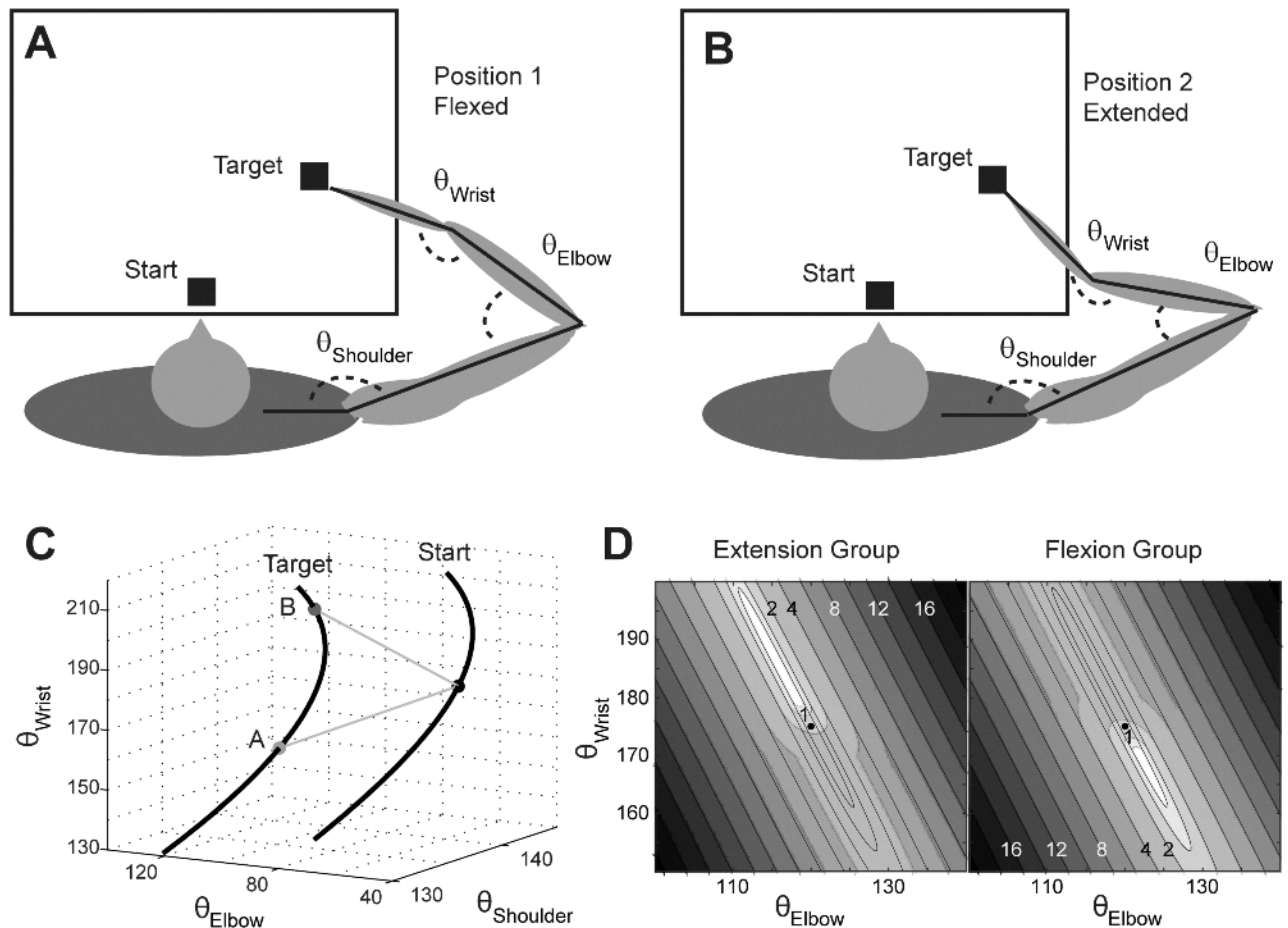 A
Position 1
Flexed
Target
θWrist
θElbow
Start
θShoulder
B
Position 2
Extended
Target
θWrist
θElbow
Start
θShoulder
C
Target
Start
B
A
210
190
170
150
130
θWrist
120
80
40
θElbow
130
140
θShoulder
D
Extension Group
Flexion Group
2 4 8 12 16
1
190
180
170
160
θWrist
110
130
θElbow
1
16 12 8 4 2
110
130
θElbow